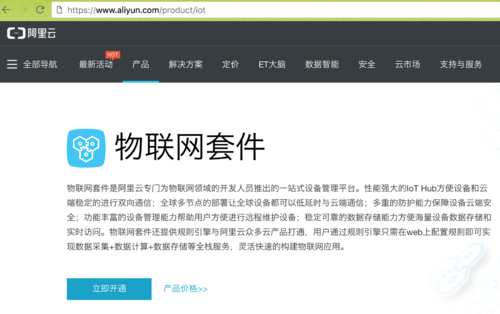 https://www.aliyun.com/product/iot
阿里云
全部导航 最新活动 HOT 产品 解决方案 定价 ET大脑 数据智能 安全 云市场 支持与服务
物联网套件
物联网套件是阿里云专门为物联网领域的开发人员推出的一站式设备管理平台。性能强大的IoT Hub方便设备和云
端稳定的进行双向通信；全球多节点的部署让全球设备都可以低延时与云端通信；多重的防护能力保障设备云端安
全；功能丰富的设备管理能力帮助用户方便进行远程维护设备；稳定可靠的数据存储能力方便海量设备数据存储和
实时访问。物联网套件还提供规则引擎与阿里云众多云产品打通，用户通过规则引擎只需在web上配置规则即可实
现数据采集+数据计算+数据存储等全栈服务，灵活快速的构建物联网应用。
立即开通 产品价格>>